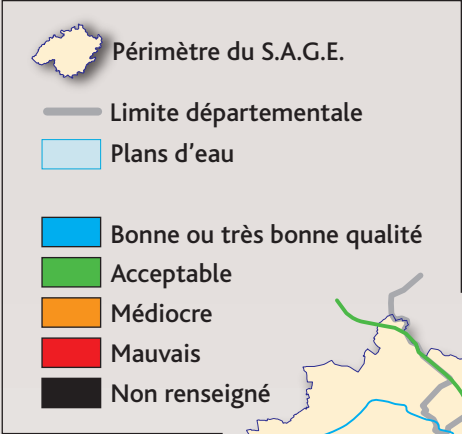 Périmètre du S.A.G.E.
Limite départementale
Plans d'eau
Bonne ou très bonne qualité
Acceptable
Médiocre
Mauvais
Non renseigné